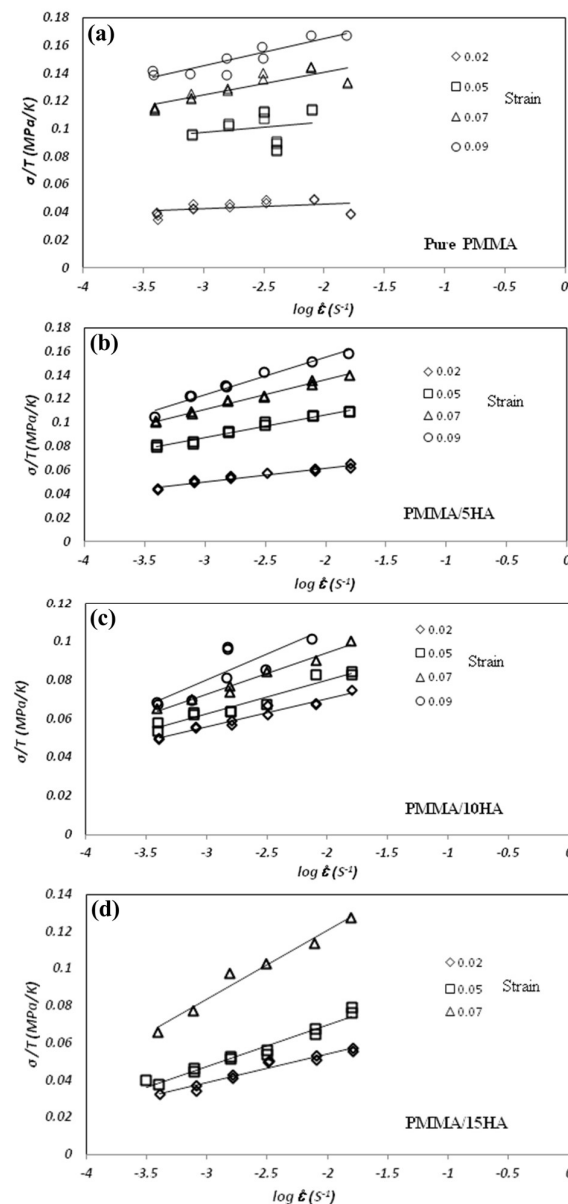 (a)
0.18
0.16
0.14
0.12
0.1
0.08
0.06
0.04
0.02
0
σ/T (MPa/K)
0.02
0.05
0.07
0.09
Strain
Pure PMMA
-4 -3.5 -3 -2.5 -2 -1.5 -1 -0.5 0
log ε̇ (S⁻¹)
(b)
0.18
0.16
0.14
0.12
0.1
0.08
0.06
0.04
0.02
0
σ/T (MPa/K)
0.02
0.05
0.07
0.09
Strain
PMMA/5HA
-4 -3.5 -3 -2.5 -2 -1.5 -1 -0.5 0
log ε̇ (S⁻¹)
(c)
0.12
0.1
0.08
0.06
0.04
0.02
0
σ/T (MPa/K)
0.02
0.05
0.07
0.09
Strain
PMMA/10HA
-4 -3.5 -3 -2.5 -2 -1.5 -1 -0.5 0
log ε̇ (S⁻¹)
(d)
0.14
0.12
0.1
0.08
0.06
0.04
0.02
0
σ/T (MPa/K)
0.02
0.05
0.07
Strain
PMMA/15HA
-4 -3.5 -3 -2.5 -2 -1.5 -1 -0.5 0
log ε̇ (S⁻¹)